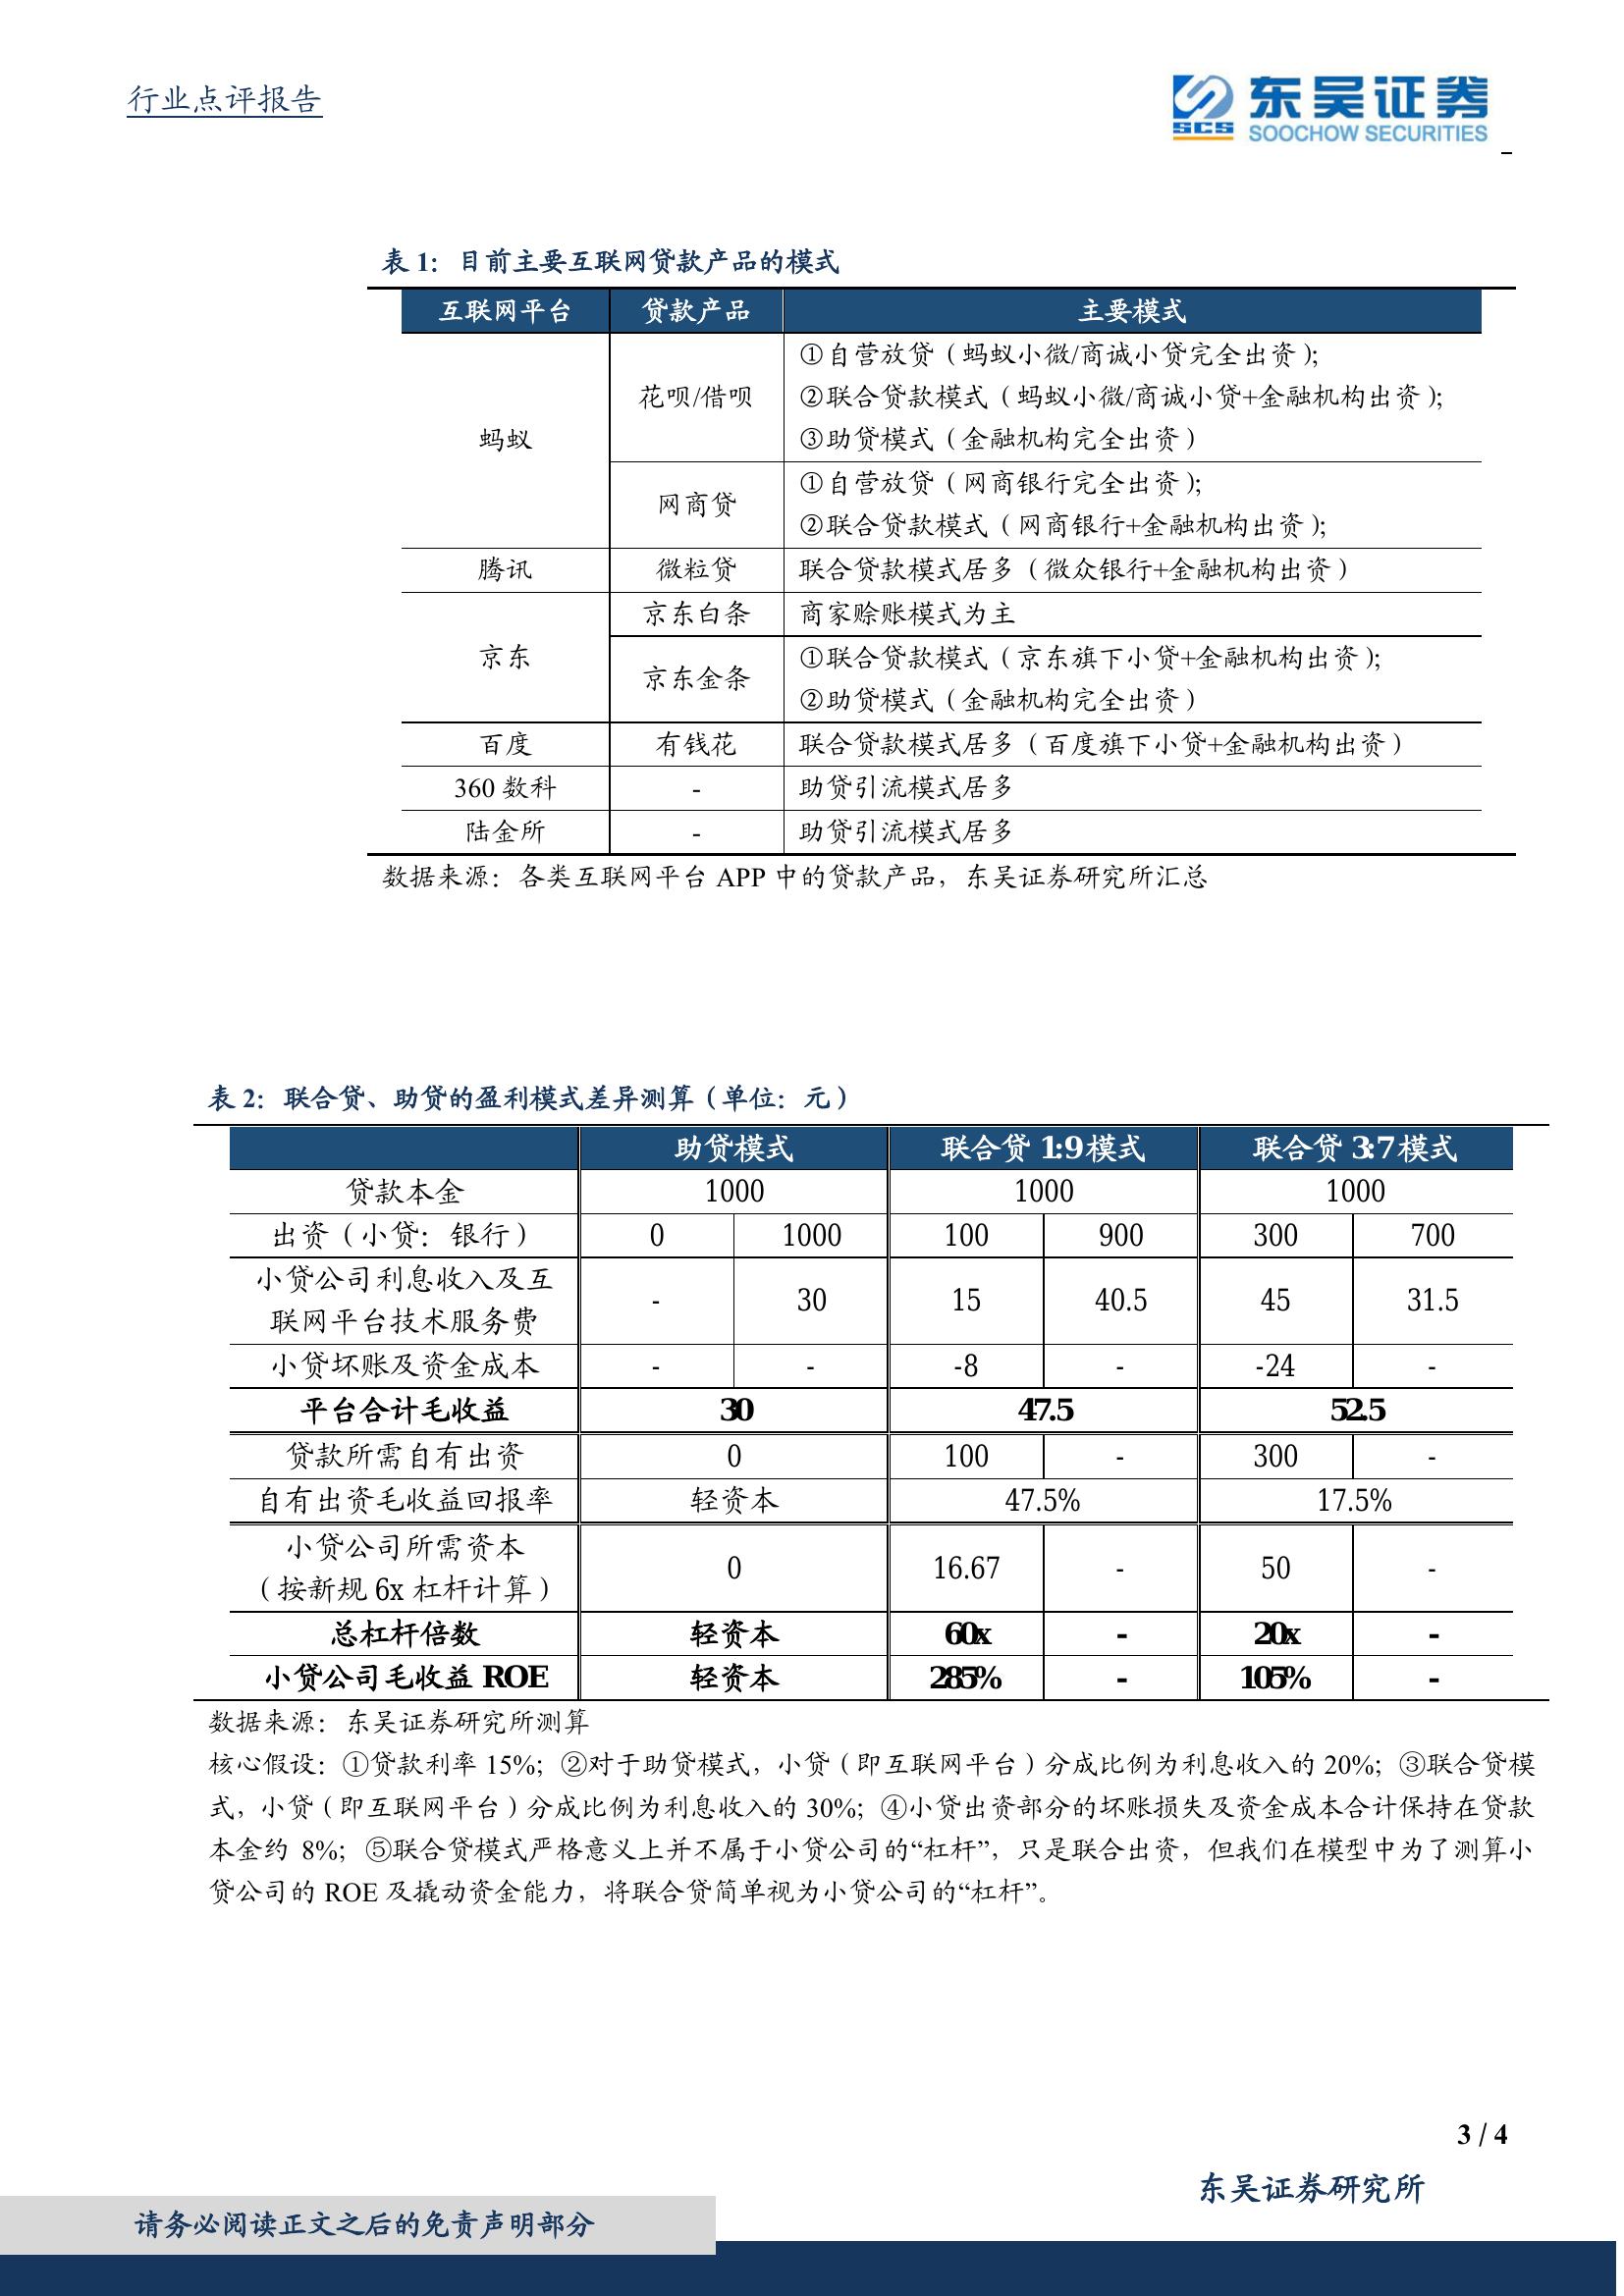 行业点评报告
东吴证券
SCS
SOOCHOW SECURITIES
表 1：目前主要互联网贷款产品的模式
互联网平台 贷款产品 主要模式
蚂蚁
花呗/借呗
①自营放贷（蚂蚁小微/商诚小贷完全出资）；
②联合贷款模式（蚂蚁小微/商诚小贷+金融机构出资）；
③助贷模式（金融机构完全出资）
网商贷
①自营放贷（网商银行完全出资）；
②联合贷款模式（网商银行+金融机构出资）；
腾讯 微粒贷 联合贷款模式居多（微众银行+金融机构出资）
京东
京东白条 商家赊账模式为主
京东金条
①联合贷款模式（京东旗下小贷+金融机构出资）；
②助贷模式（金融机构完全出资）
百度 有钱花 联合贷款模式居多（百度旗下小贷+金融机构出资）
360 数科 - 助贷引流模式居多
陆金所 - 助贷引流模式居多
数据来源：各类互联网平台 APP 中的贷款产品，东吴证券研究所汇总
表 2：联合贷、助贷的盈利模式差异测算（单位：元）
助贷模式 联合贷 1:9 模式 联合贷 3:7 模式
贷款本金 1000 1000 1000
出资（小贷：银行） 0 1000 100 900 300 700
小贷公司利息收入及互
联网平台技术服务费
- 30 15 40.5 45 31.5
小贷坏账及资金成本 - - -8 - -24 -
平台合计毛收益 30 47.5 52.5
贷款所需自有出资 0 100 - 300 -
自有出资毛收益回报率 轻资本 47.5% 17.5%
小贷公司所需资本
（按新规 6x 杠杆计算）
0 16.67 - 50 -
总杠杆倍数 轻资本 60x - 20x -
小贷公司毛收益 ROE 轻资本 285% - 105% -
数据来源：东吴证券研究所测算
核心假设：①贷款利率 15%；②对于助贷模式，小贷（即互联网平台）分成比例为利息收入的 20%；③联合贷模
式，小贷（即互联网平台）分成比例为利息收入的 30%；④小贷出资部分的坏账损失及资金成本合计保持在贷款
本金约 8%；⑤联合贷模式严格意义上并不属于小贷公司的“杠杆”，只是联合出资，但我们在模型中为了测算小
贷公司的 ROE 及撬动资金能力，将联合贷简单视为小贷公司的“杠杆”。
3 / 4
东吴证券研究所
请务必阅读正文之后的免责声明部分